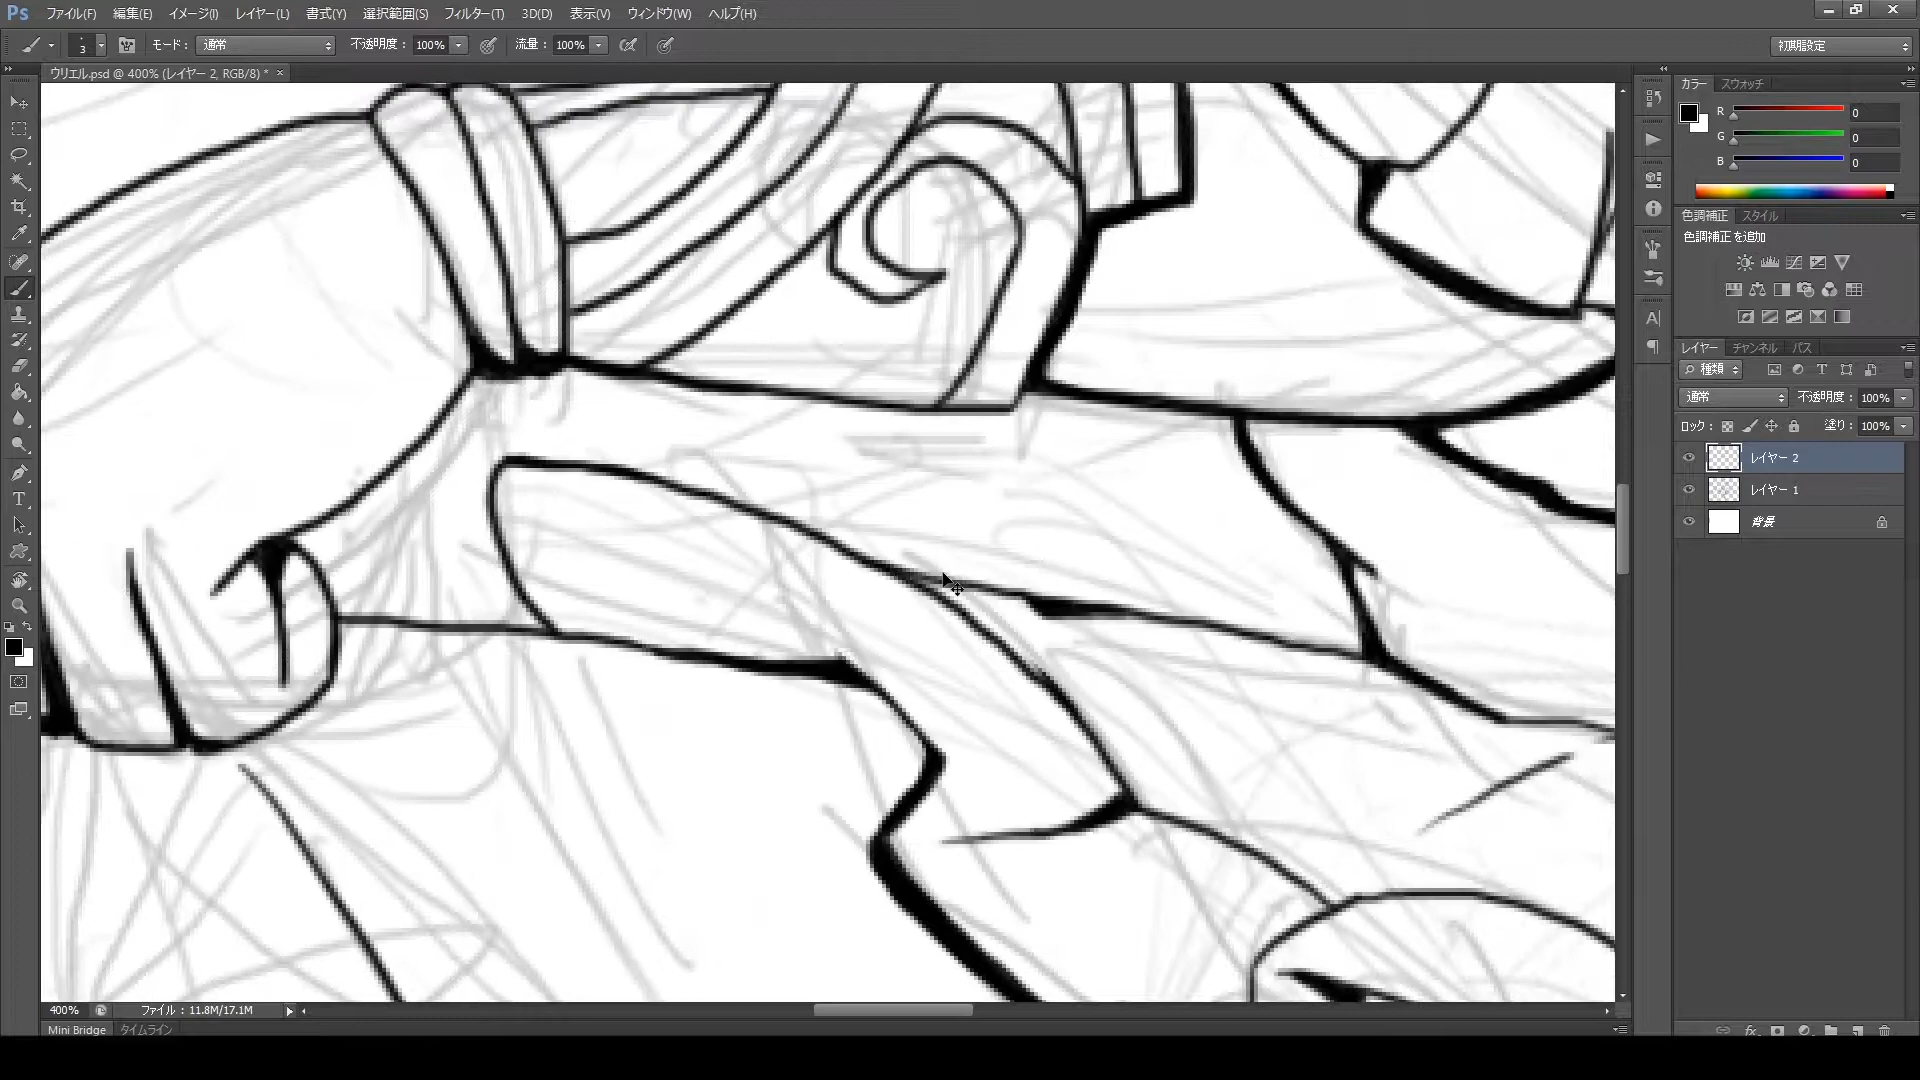 Ps ファイル(F) 編集(E) イメージ(I) レイヤー(L) 書式(Y) 選択範囲(S) フィルター(T) 3D(D) 表示(V) ウィンドウ(W) ヘルプ(H)
3 モード： 通常 不透明度： 100% 流量： 100% 初期設定
ウリエル.psd @ 400% (レイヤー 2, RGB/8) * ×
カラー スウォッチ
R 0
G 0
B 0
色調補正 スタイル
色調補正を追加
レイヤー チャンネル パス
種類
通常 不透明度： 100%
ロック： 塗り： 100%
レイヤー 2
レイヤー 1
背景
400% ファイル：11.8M/17.1M
Mini Bridge タイムライン